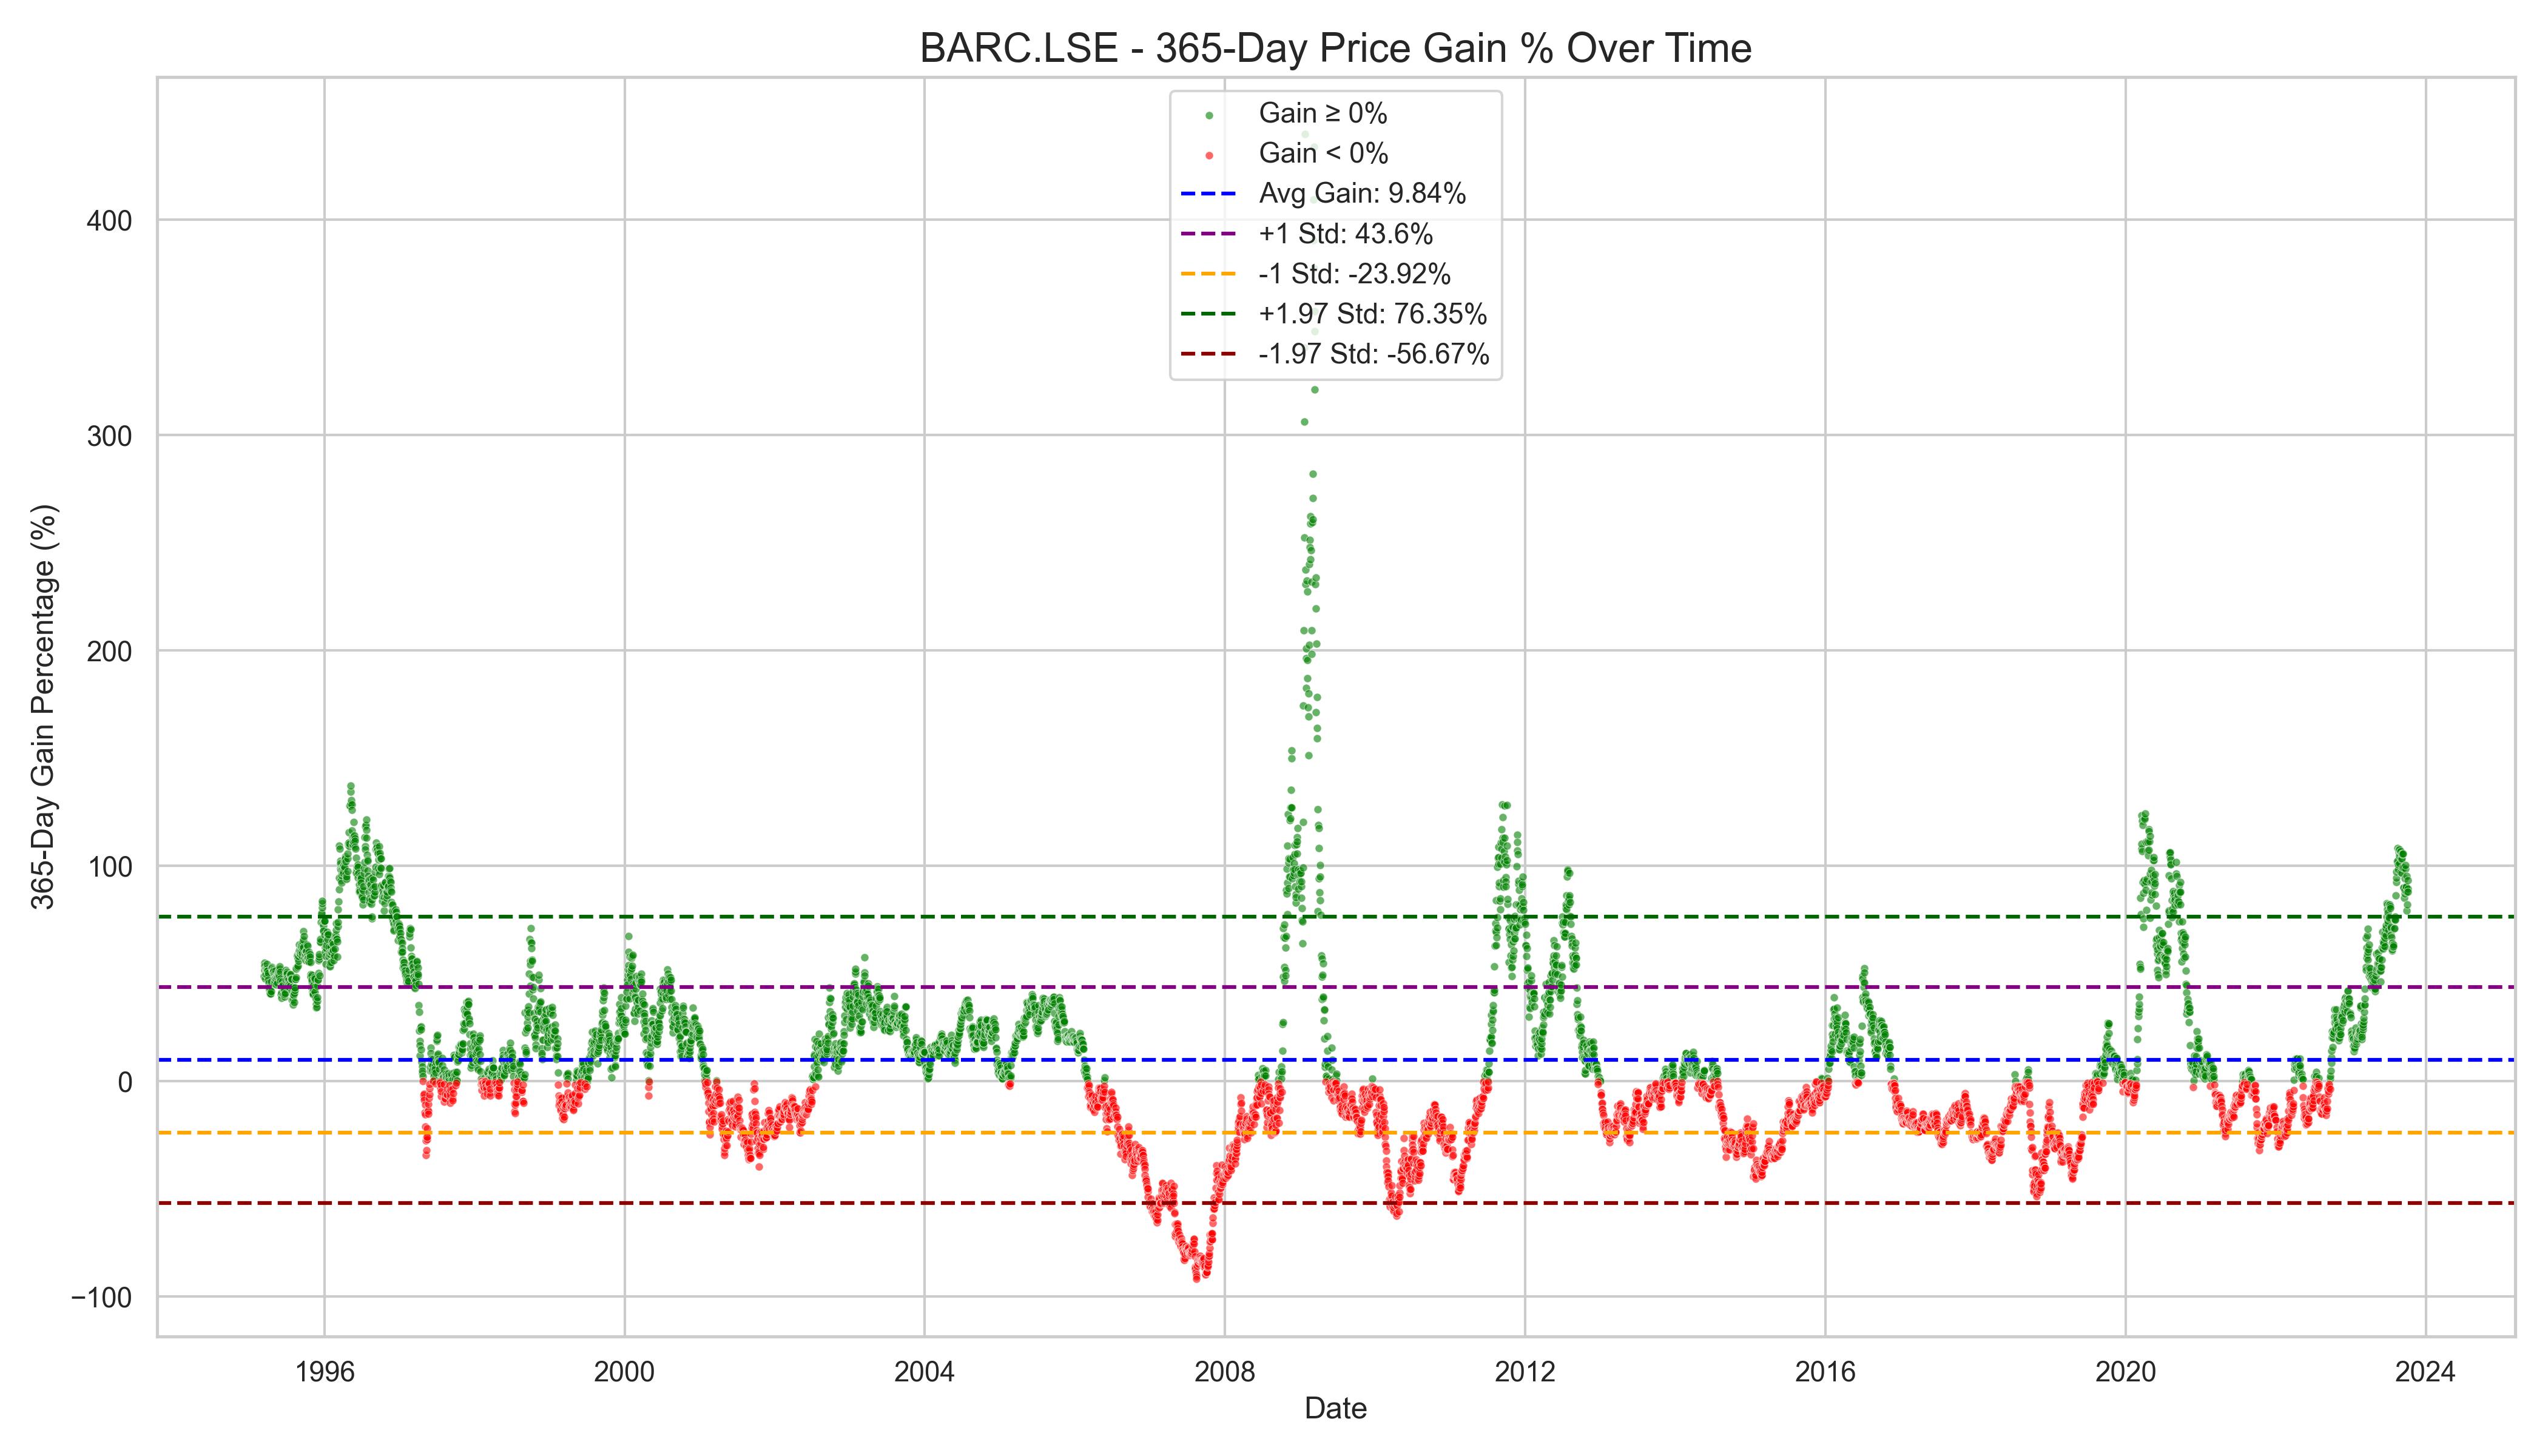 BARC.LSE - 365-Day Price Gain % Over Time
Gain ≥ 0%
Gain < 0%
Avg Gain: 9.84%
+1 Std: 43.6%
-1 Std: -23.92%
+1.97 Std: 76.35%
-1.97 Std: -56.67%
365-Day Gain Percentage (%)
400
300
200
100
0
−100
1996 2000 2004 2008 2012 2016 2020 2024
Date